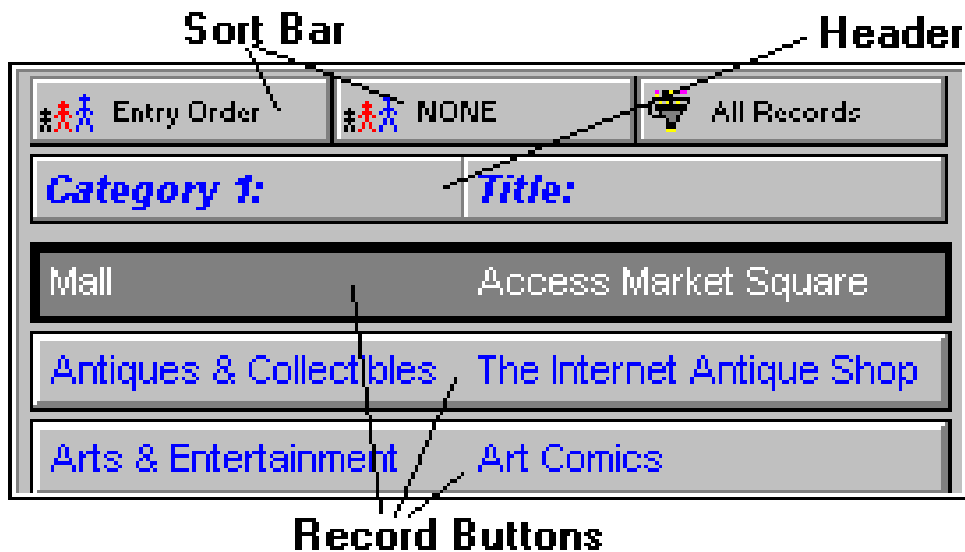 Sort Bar Header
Entry Order NONE All Records
Category 1: Title:
Mall Access Market Square
Antiques & Collectibles The Internet Antique Shop
Arts & Entertainment Art Comics
Record Buttons